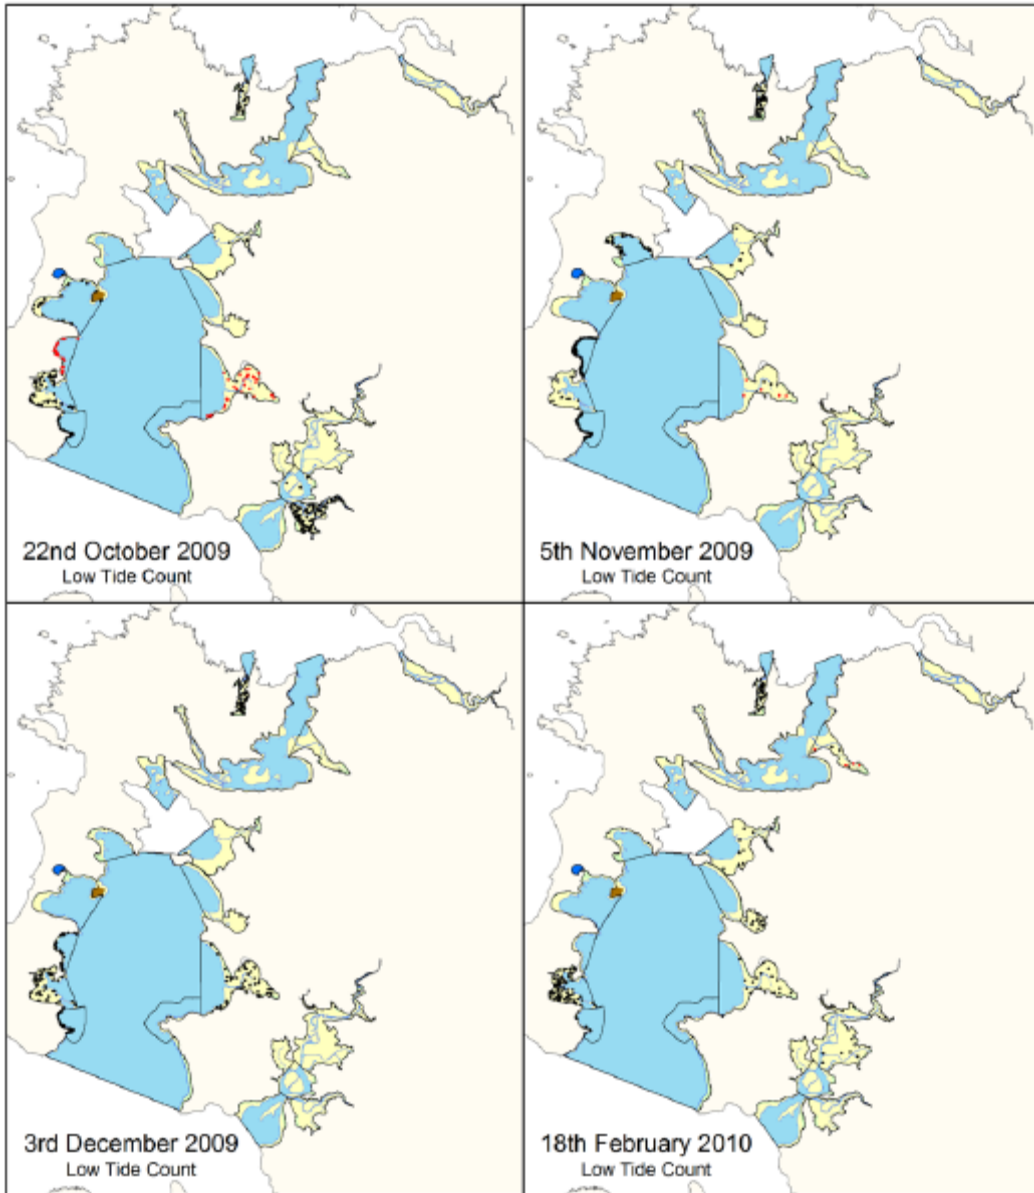 22nd October 2009
Low Tide Count
5th November 2009
Low Tide Count
3rd December 2009
Low Tide Count
18th February 2010
Low Tide Count